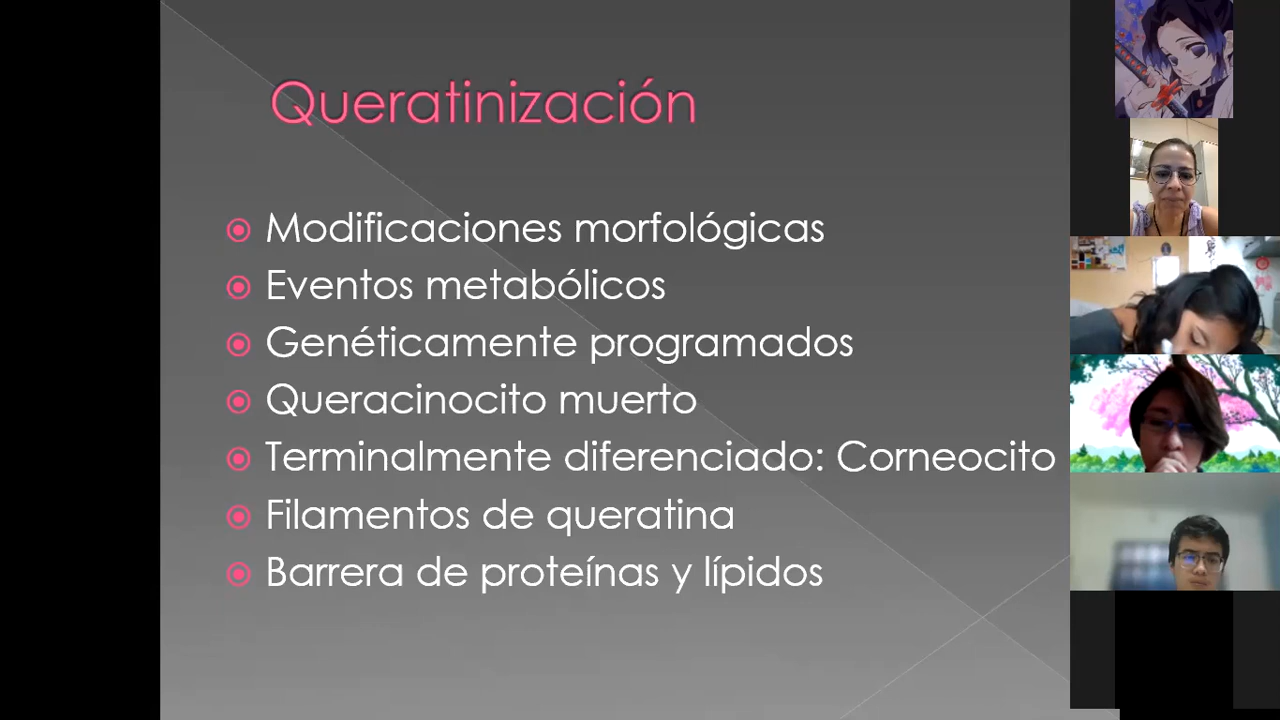 Queratinización
Modificaciones morfológicas
Eventos metabólicos
Genéticamente programados
Queracinocito muerto
Terminalmente diferenciado: Corneocito
Filamentos de queratina
Barrera de proteínas y lípidos